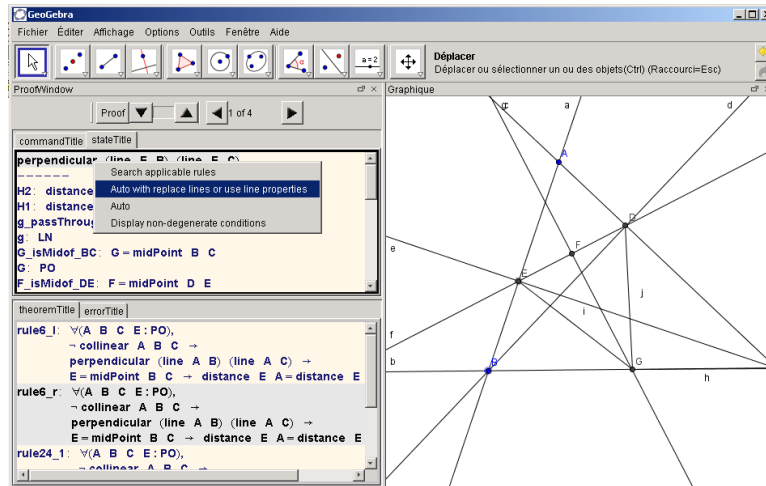 GeoGebra
Fichier Éditer Affichage Options Outils Fenêtre Aide
a=2
Déplacer
Déplacer ou sélectionner un ou des objets(Ctrl) (Raccourci=Esc)
ProofWindow
Graphique
Proof
1 of 4
commandTitle stateTitle
perpendicular (line E B) (line E C)
------
H2: distance
H1: distance
g_passThroug
g: LN
G_isMidof_BC: G = midPoint B C
G: PO
F_isMidof_DE: F = midPoint D E
Search applicable rules
Auto with replace lines or use line properties
Auto
Display non-degenerate conditions
theoremTitle errorTitle
rule6_l: ∀(A B C E : PO),
¬ collinear A B C →
perpendicular (line A B) (line A C) →
E = midPoint B C → distance E A = distance E
rule6_r: ∀(A B C E : PO),
¬ collinear A B C →
perpendicular (line A B) (line A C) →
E = midPoint B C → distance E A = distance E
rule24_1: ∀(A B C E : PO),
¬ collinear A B C →
a
d
A
D
e
F
E
j
i
f
b
B
G
h